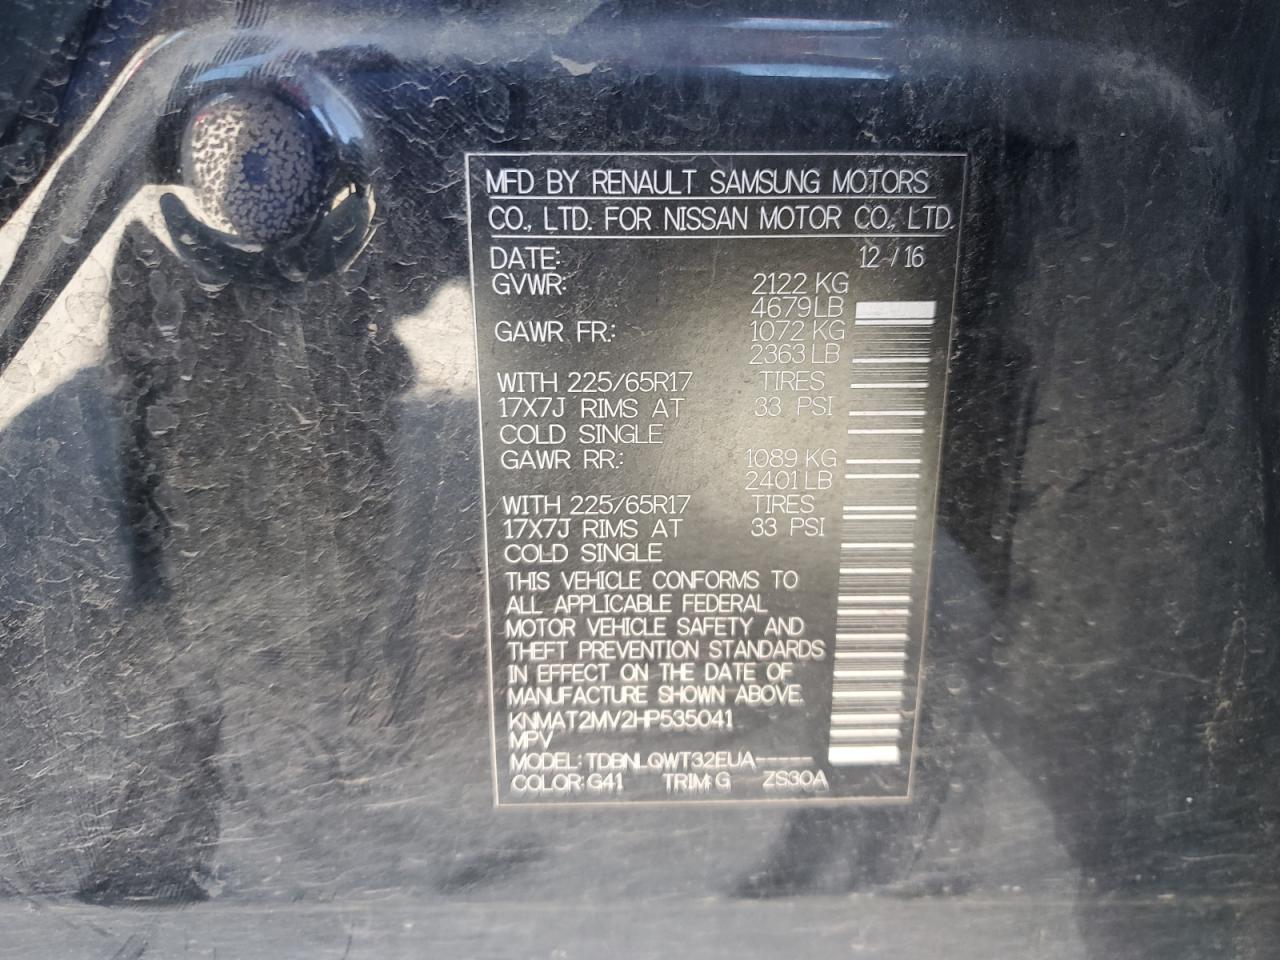 MFD BY RENAULT SAMSUNG MOTORS
CO., LTD. FOR NISSAN MOTOR CO., LTD.
DATE: 12 / 16
GVWR: 2122 KG
4679 LB
GAWR FR.: 1072 KG
2363 LB
WITH 225/65R17 TIRES
17X7J RIMS AT 33 PSI
COLD SINGLE
GAWR RR.: 1089 KG
2401 LB
WITH 225/65R17 TIRES
17X7J RIMS AT 33 PSI
COLD SINGLE
THIS VEHICLE CONFORMS TO
ALL APPLICABLE FEDERAL
MOTOR VEHICLE SAFETY AND
THEFT PREVENTION STANDARDS
IN EFFECT ON THE DATE OF
MANUFACTURE SHOWN ABOVE.
KNMAT2MV2HP535041
MPV
MODEL: TDBNLQWT32EUA-----
COLOR: G41 TRIM: G ZS30A